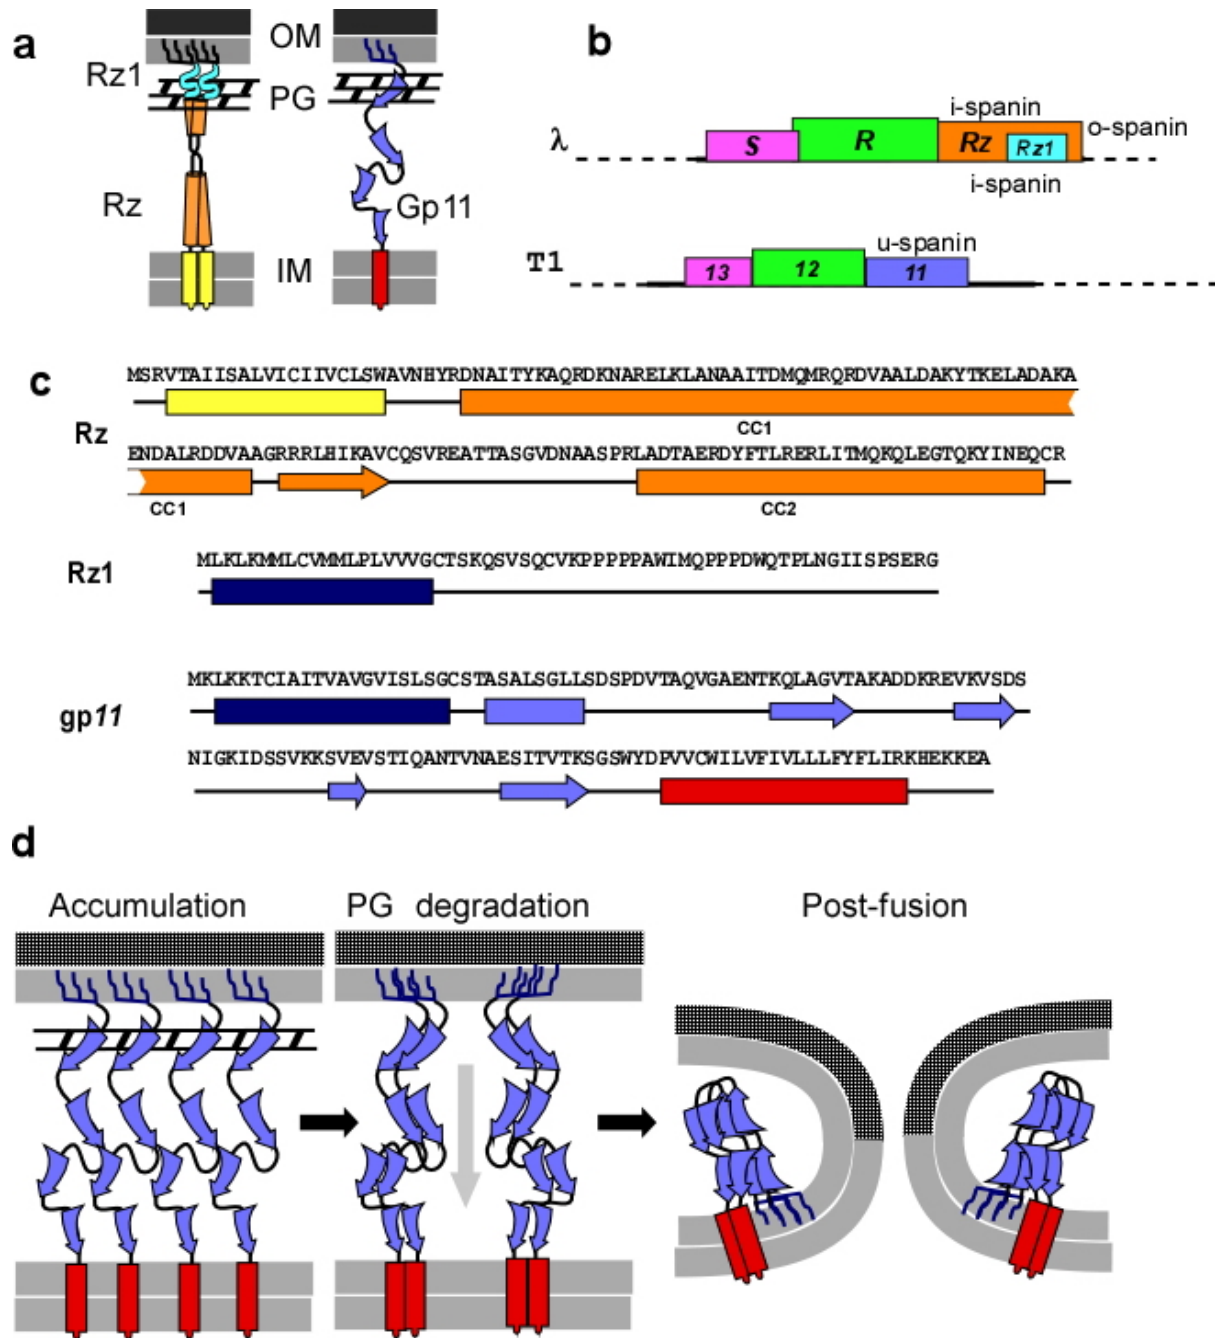 a
OM
Rz1
PG
Rz
Gp11
IM
b
i-spanin
o-spanin
λ
S
R
Rz
Rz1
i-spanin
u-spanin
T1
13
12
11
c
MSRVTAIISALVICIIVCLSWAVNHYRDNAITYKAQRDKNARELKLANAAITDMQMRQRDVAALDAKYTKELADAKA
Rz
CC1
ENDALRDDVAAGRRRLHIKAVCQSVREATTASGVDNAASPRLADTAERDYFTLRERLITMQKQLEGTQKYINEQCR
CC1
CC2
MLKLKMMLCVMMLPLVVVGCTSKQSVSQCVKPPPPPAWIMQPPPDWQTPLNGIISPSERG
Rz1
MKLKKTCIAITVAVGVISLSGCSTASALSGLLSDSPDVTAQVGAENTKQLAGVTAKADDKREVKVSDS
gp11
NIGKIDSSVKKSVEVSTIQANTVNAESITVTKSGSWYDPVVCWILVFIVLLLFYFLIRKHEKKEA
d
Accumulation
PG degradation
Post-fusion